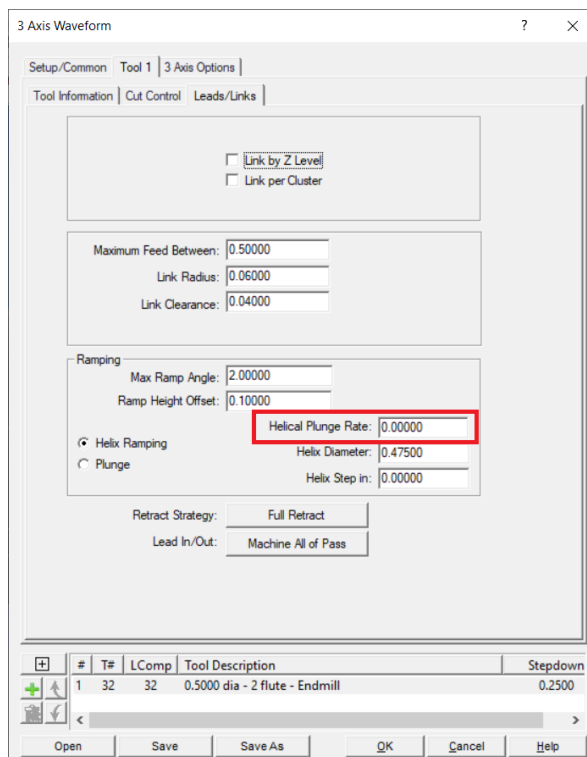 3 Axis Waveform ? ×
Setup/Common Tool 1 3 Axis Options
Tool Information Cut Control Leads/Links
Link by Z Level
Link per Cluster
Maximum Feed Between: 0.50000
Link Radius: 0.06000
Link Clearance: 0.04000
Ramping
Max Ramp Angle: 2.00000
Ramp Height Offset: 0.10000
Helical Plunge Rate: 0.00000
Helix Ramping
Helix Diameter: 0.47500
Plunge
Helix Step in: 0.00000
Retract Strategy: Full Retract
Lead In/Out: Machine All of Pass
# T# LComp Tool Description Stepdown
1 32 32 0.5000 dia - 2 flute - Endmill 0.2500
Open Save Save As OK Cancel Help